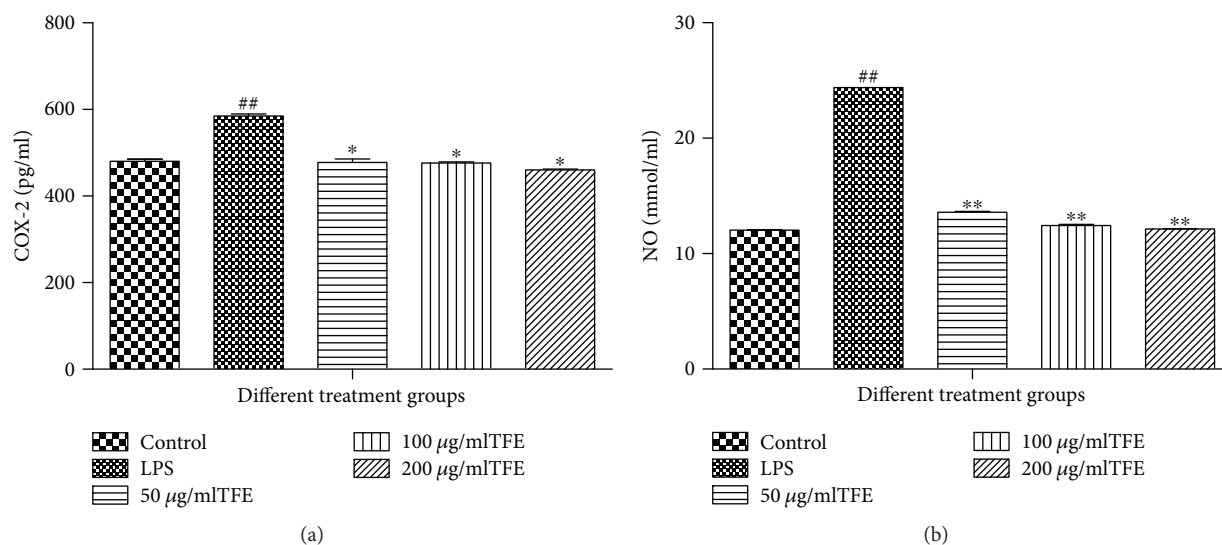 800
600
400
200
0
COX-2 (pg/ml)
##
*
*
*
Different treatment groups
Control
LPS
50 μg/mlTFE
100 μg/mlTFE
200 μg/mlTFE
(a)
30
20
10
0
NO (mmol/ml)
##
**
**
**
Different treatment groups
Control
LPS
50 μg/mlTFE
100 μg/mlTFE
200 μg/mlTFE
(b)